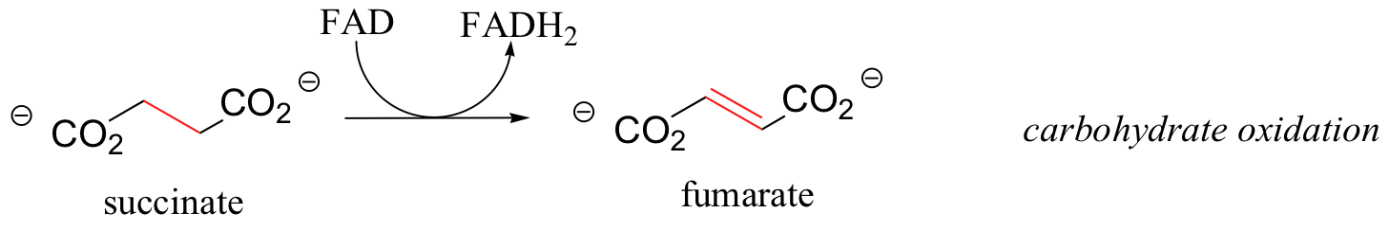 FAD FADH2
⊖ CO2 CO2 ⊖ ⊖ CO2 CO2 ⊖ carbohydrate oxidation
succinate fumarate